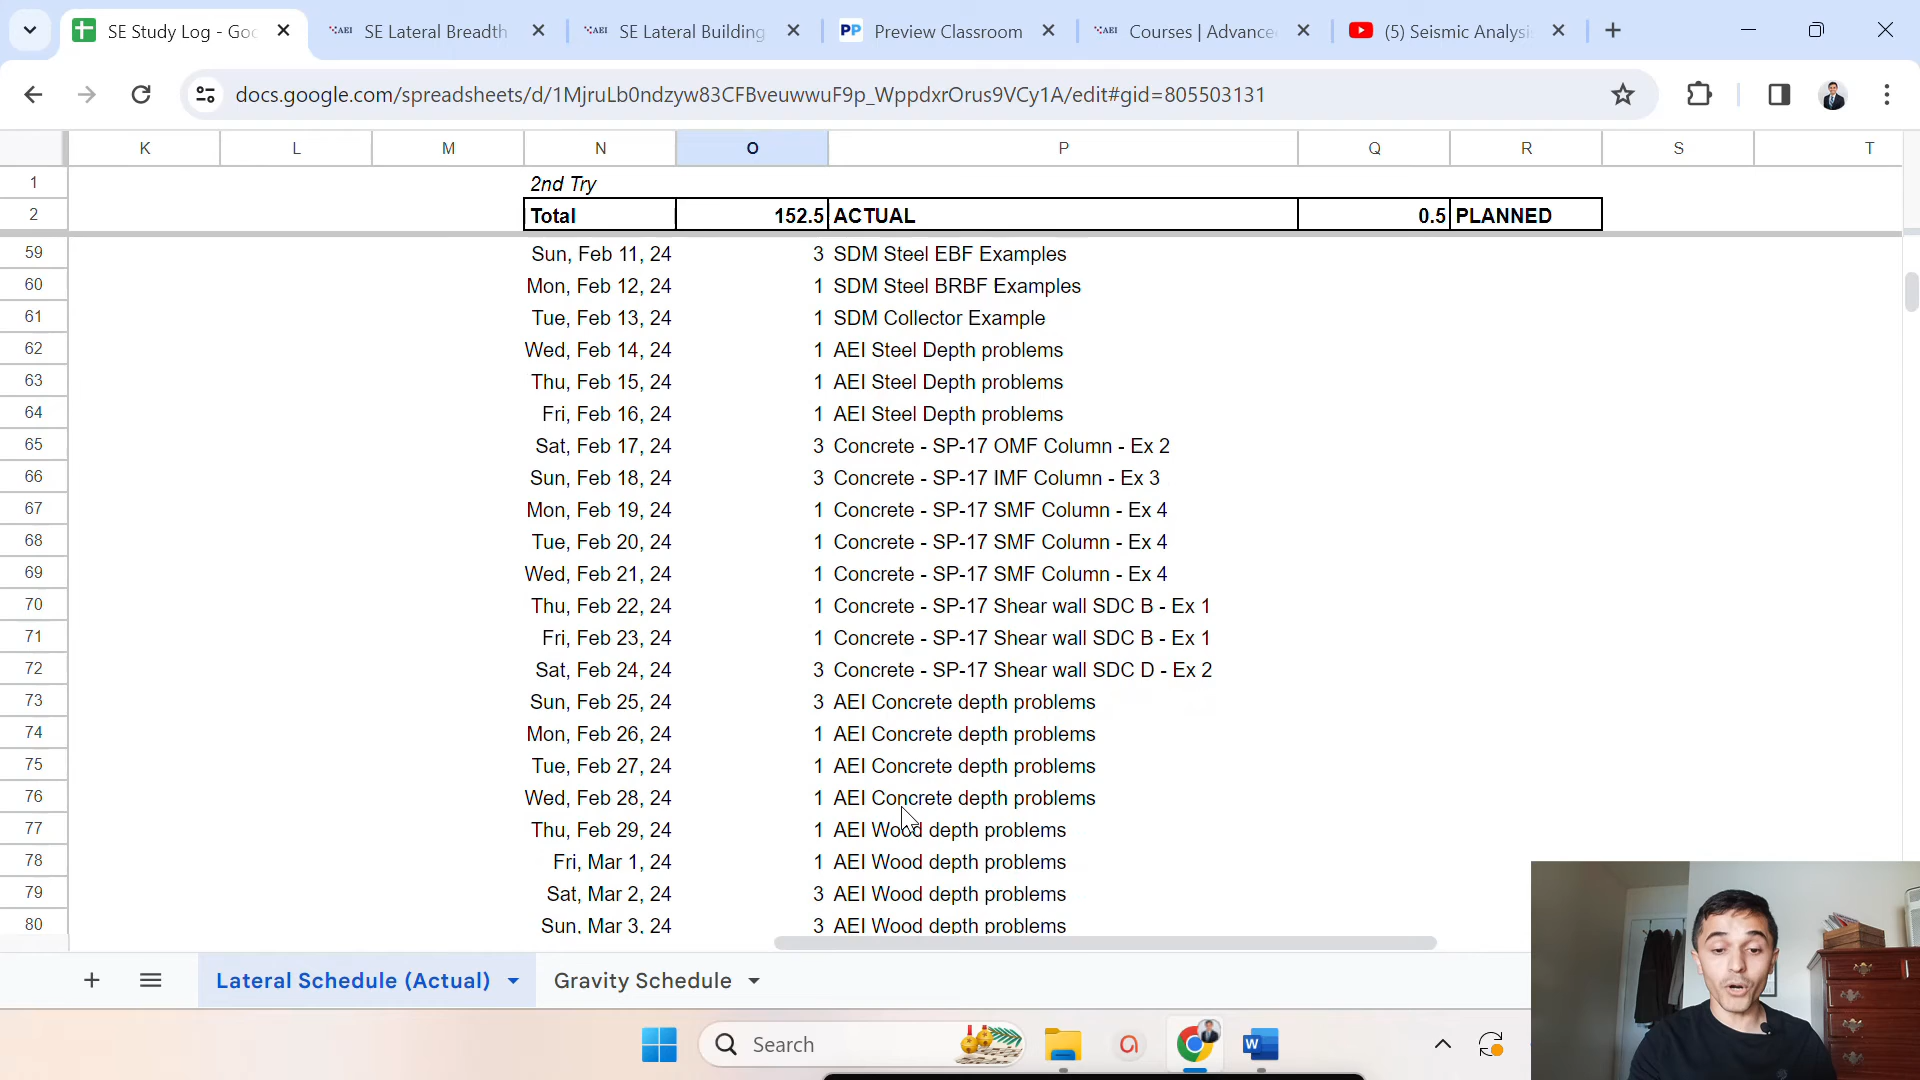 SE Study Log - Goo
SE Lateral Breadth
SE Lateral Building
Preview Classroom
Courses | Advance
(5) Seismic Analysi
docs.google.com/spreadsheets/d/1MjruLb0ndzyw83CFBveuwwuF9p_WppdxrOrus9VCy1A/edit#gid=805503131
K L M N O P Q R S T
1 2nd Try
2 Total 152.5 ACTUAL 0.5 PLANNED
59 Sun, Feb 11, 24 3 SDM Steel EBF Examples
60 Mon, Feb 12, 24 1 SDM Steel BRBF Examples
61 Tue, Feb 13, 24 1 SDM Collector Example
62 Wed, Feb 14, 24 1 AEI Steel Depth problems
63 Thu, Feb 15, 24 1 AEI Steel Depth problems
64 Fri, Feb 16, 24 1 AEI Steel Depth problems
65 Sat, Feb 17, 24 3 Concrete - SP-17 OMF Column - Ex 2
66 Sun, Feb 18, 24 3 Concrete - SP-17 IMF Column - Ex 3
67 Mon, Feb 19, 24 1 Concrete - SP-17 SMF Column - Ex 4
68 Tue, Feb 20, 24 1 Concrete - SP-17 SMF Column - Ex 4
69 Wed, Feb 21, 24 1 Concrete - SP-17 SMF Column - Ex 4
70 Thu, Feb 22, 24 1 Concrete - SP-17 Shear wall SDC B - Ex 1
71 Fri, Feb 23, 24 1 Concrete - SP-17 Shear wall SDC B - Ex 1
72 Sat, Feb 24, 24 3 Concrete - SP-17 Shear wall SDC D - Ex 2
73 Sun, Feb 25, 24 3 AEI Concrete depth problems
74 Mon, Feb 26, 24 1 AEI Concrete depth problems
75 Tue, Feb 27, 24 1 AEI Concrete depth problems
76 Wed, Feb 28, 24 1 AEI Concrete depth problems
77 Thu, Feb 29, 24 1 AEI Wood depth problems
78 Fri, Mar 1, 24 1 AEI Wood depth problems
79 Sat, Mar 2, 24 3 AEI Wood depth problems
80 Sun, Mar 3, 24 3 AEI Wood depth problems
Lateral Schedule (Actual)
Gravity Schedule
Search